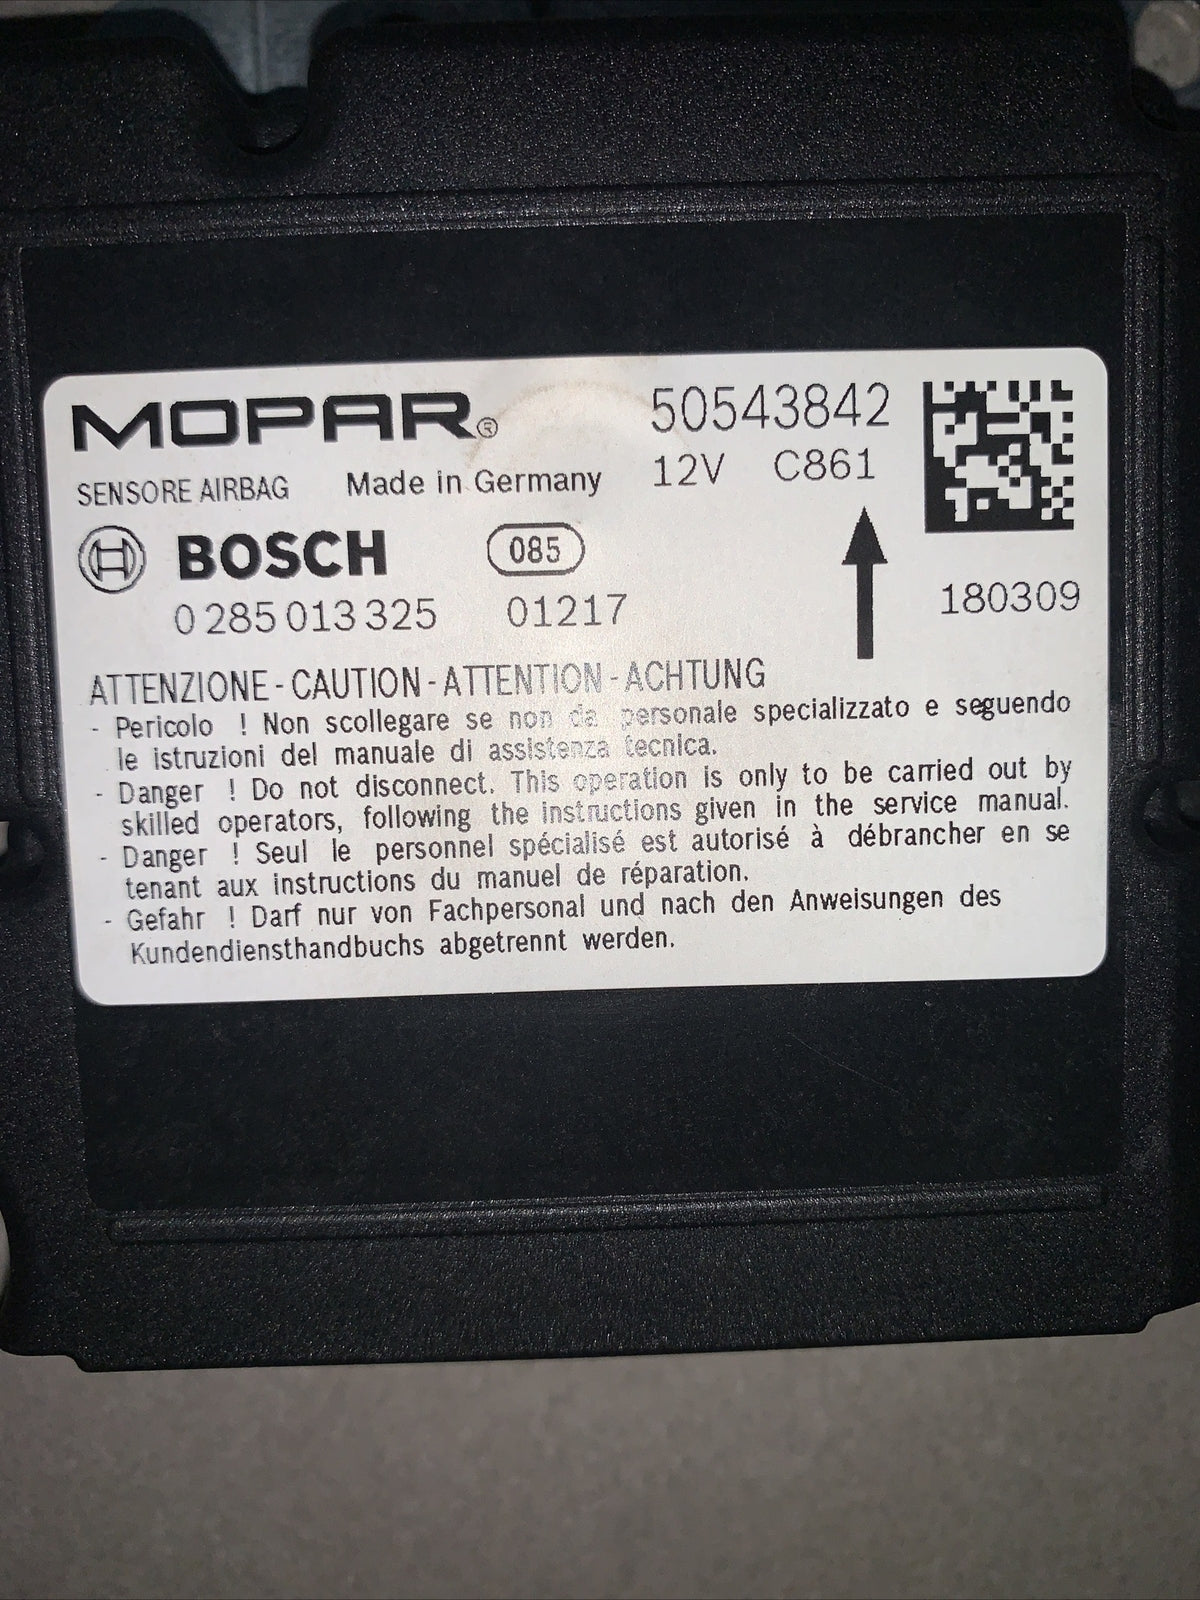 MOPAR® 50543842
SENSORE AIRBAG Made in Germany 12V C861
BOSCH 085
0 285 013 325 01217 180309
ATTENZIONE - CAUTION - ATTENTION - ACHTUNG
- Pericolo ! Non scollegare se non da personale specializzato e seguendo
le istruzioni del manuale di assistenza tecnica.
- Danger ! Do not disconnect. This operation is only to be carried out by
skilled operators, following the instructions given in the service manual.
- Danger ! Seul le personnel spécialisé est autorisé à débrancher en se
tenant aux instructions du manuel de réparation.
- Gefahr ! Darf nur von Fachpersonal und nach den Anweisungen des
Kundendiensthandbuchs abgetrennt werden.